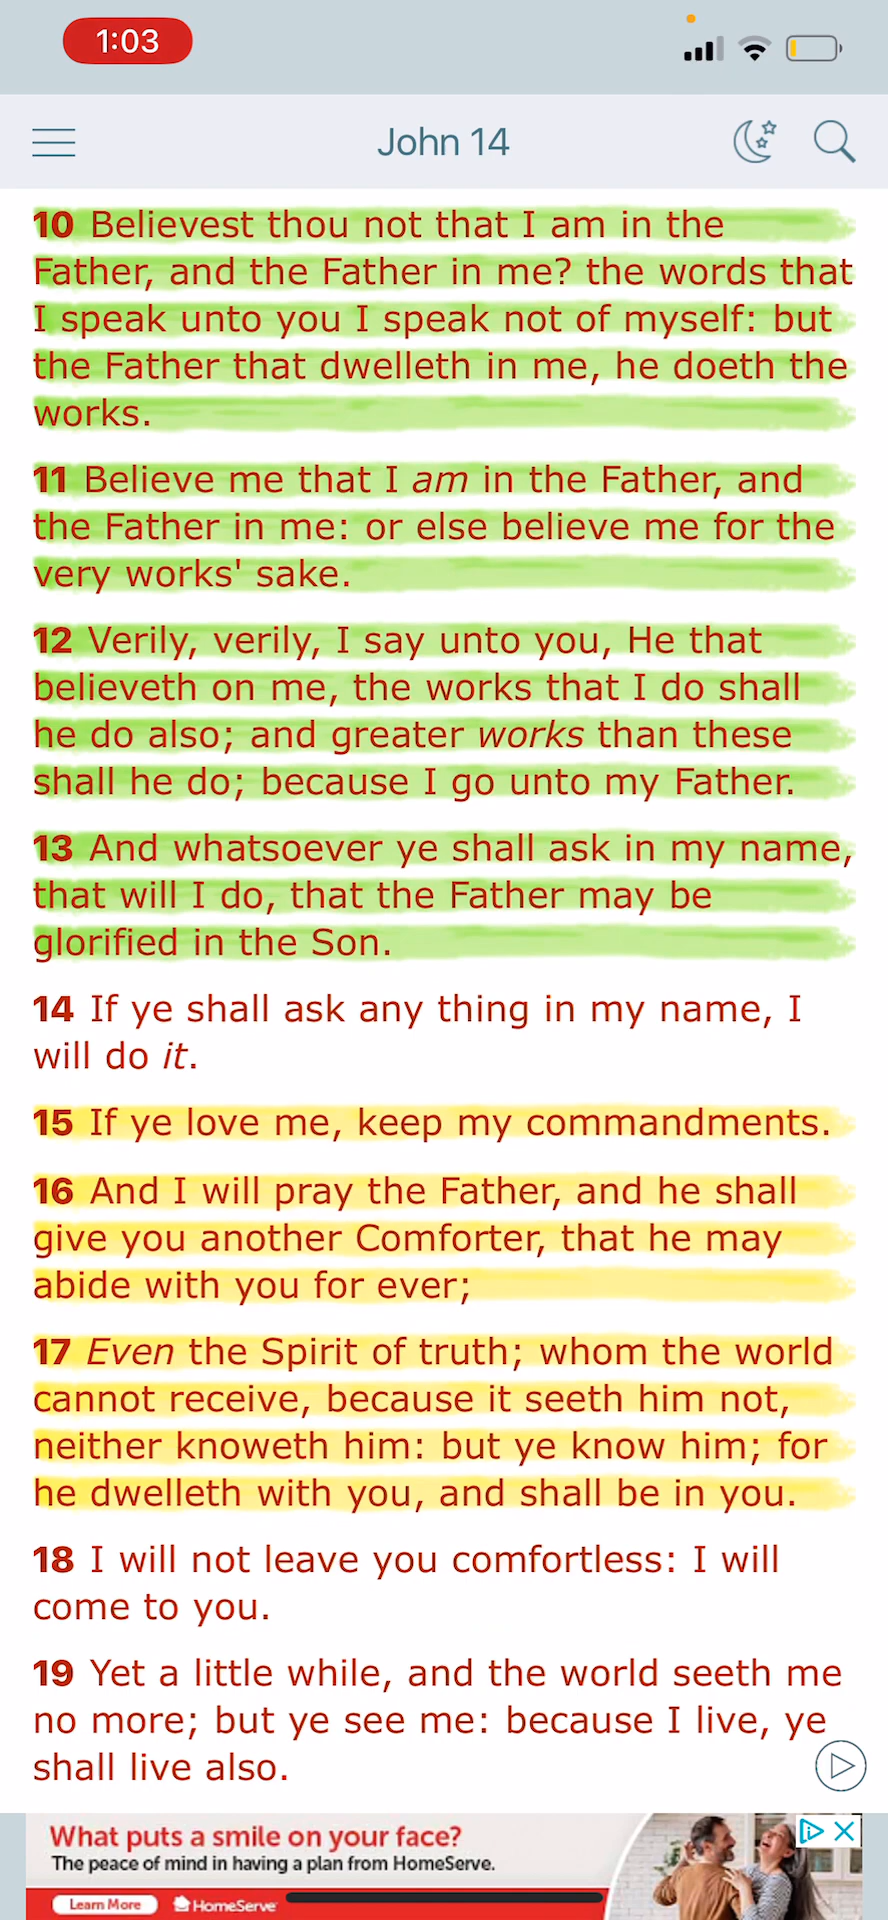 1:03
John 14
10 Believest thou not that I am in the
Father, and the Father in me? the words that
I speak unto you I speak not of myself: but
the Father that dwelleth in me, he doeth the
works.
11 Believe me that I am in the Father, and
the Father in me: or else believe me for the
very works' sake.
12 Verily, verily, I say unto you, He that
believeth on me, the works that I do shall
he do also; and greater works than these
shall he do; because I go unto my Father.
13 And whatsoever ye shall ask in my name,
that will I do, that the Father may be
glorified in the Son.
14 If ye shall ask any thing in my name, I
will do it.
15 If ye love me, keep my commandments.
16 And I will pray the Father, and he shall
give you another Comforter, that he may
abide with you for ever;
17 Even the Spirit of truth; whom the world
cannot receive, because it seeth him not,
neither knoweth him: but ye know him; for
he dwelleth with you, and shall be in you.
18 I will not leave you comfortless: I will
come to you.
19 Yet a little while, and the world seeth me
no more; but ye see me: because I live, ye
shall live also.
What puts a smile on your face?
The peace of mind in having a plan from HomeServe.
Learn More HomeServe